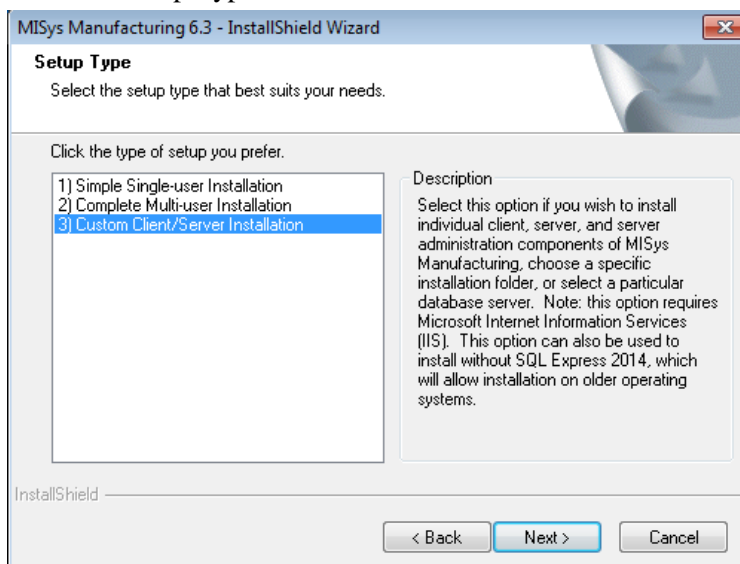 MISys Manufacturing 6.3 - InstallShield Wizard
Setup Type
Select the setup type that best suits your needs.
Click the type of setup you prefer.
1) Simple Single-user Installation
2) Complete Multi-user Installation
3) Custom Client/Server Installation
Description
Select this option if you wish to install
individual client, server, and server
administration components of MISys
Manufacturing, choose a specific
installation folder, or select a particular
database server. Note: this option requires
Microsoft Internet Information Services
(IIS). This option can also be used to
install without SQL Express 2014, which
will allow installation on older operating
systems.
InstallShield
< Back
Next >
Cancel